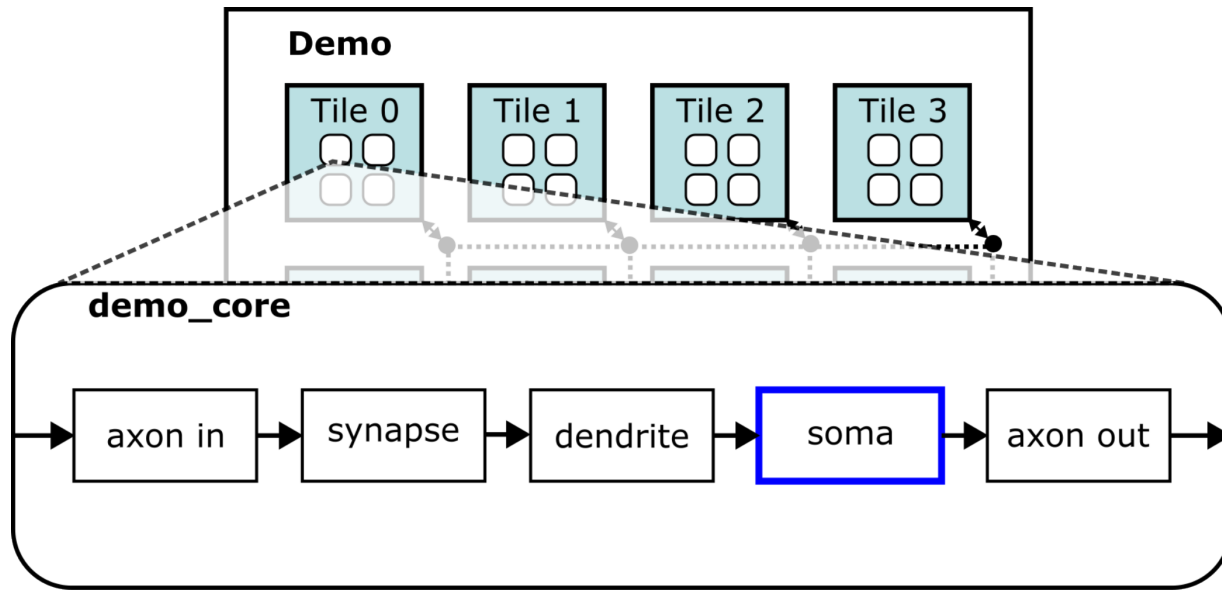 Demo
Tile 0
Tile 1
Tile 2
Tile 3
demo_core
axon in
synapse
dendrite
soma
axon out